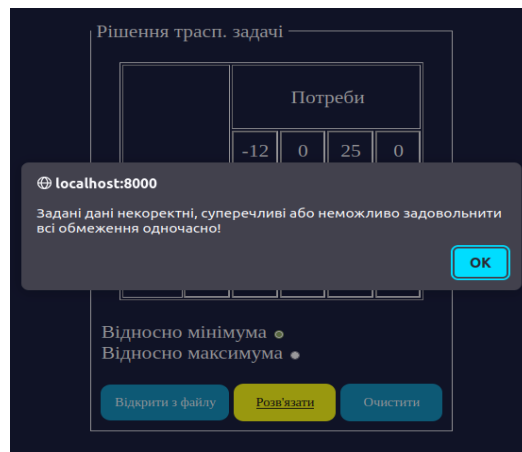 Рішення трасп. задачі
Потреби
-12 0 25 0
localhost:8000
Задані дані некоректні, суперечливі або неможливо задовольнити
всі обмеження одночасно!
OK
Відносно мінімума
Відносно максимума
Відкрити з файлу Розв'язати Очистити